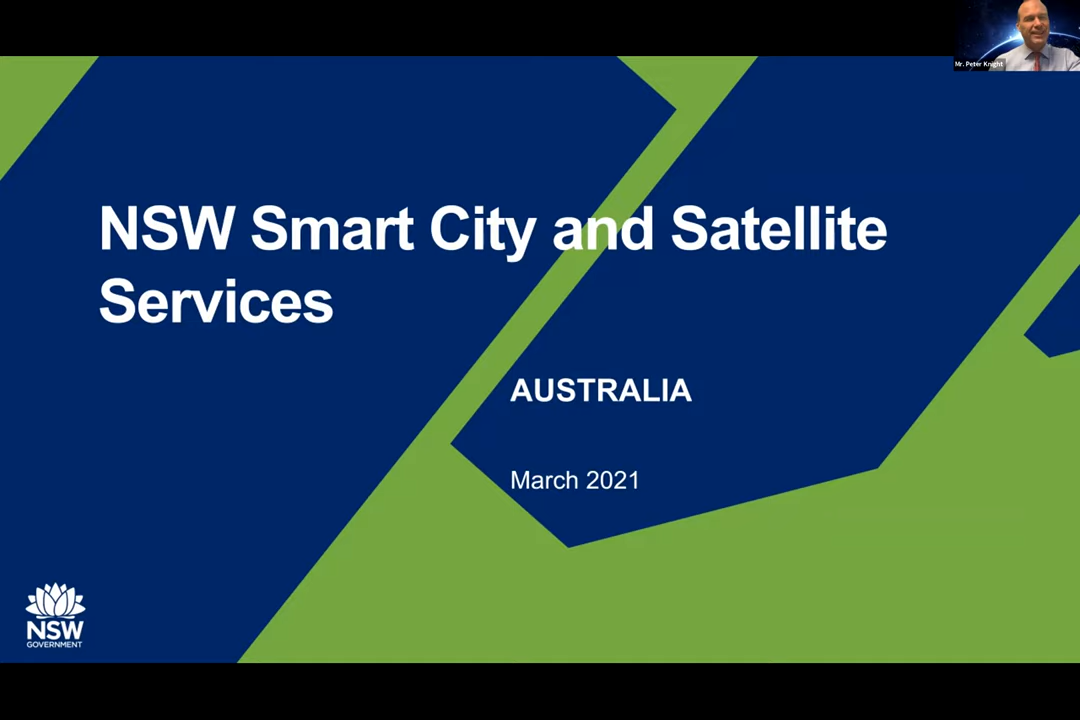 Mr. Peter Knight
NSW Smart City and Satellite
Services
AUSTRALIA
March 2021
NSW
GOVERNMENT